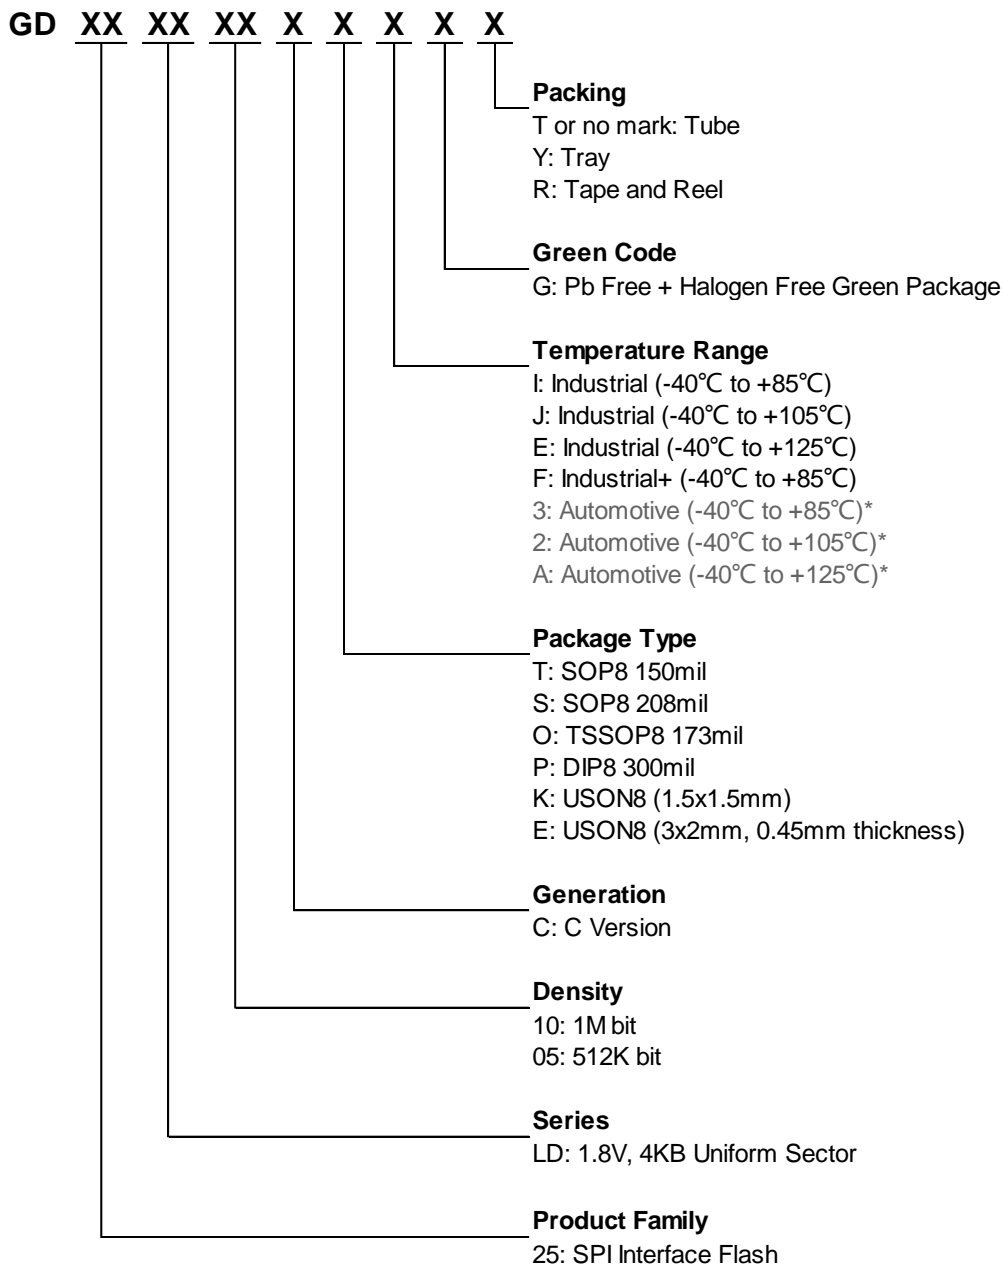 GD XX XX XX X X X X X
Packing
T or no mark: Tube
Y: Tray
R: Tape and Reel
Green Code
G: Pb Free + Halogen Free Green Package
Temperature Range
I: Industrial (-40℃ to +85℃)
J: Industrial (-40℃ to +105℃)
E: Industrial (-40℃ to +125℃)
F: Industrial+ (-40℃ to +85℃)
3: Automotive (-40℃ to +85℃)*
2: Automotive (-40℃ to +105℃)*
A: Automotive (-40℃ to +125℃)*
Package Type
T: SOP8 150mil
S: SOP8 208mil
O: TSSOP8 173mil
P: DIP8 300mil
K: USON8 (1.5x1.5mm)
E: USON8 (3x2mm, 0.45mm thickness)
Generation
C: C Version
Density
10: 1M bit
05: 512K bit
Series
LD: 1.8V, 4KB Uniform Sector
Product Family
25: SPI Interface Flash